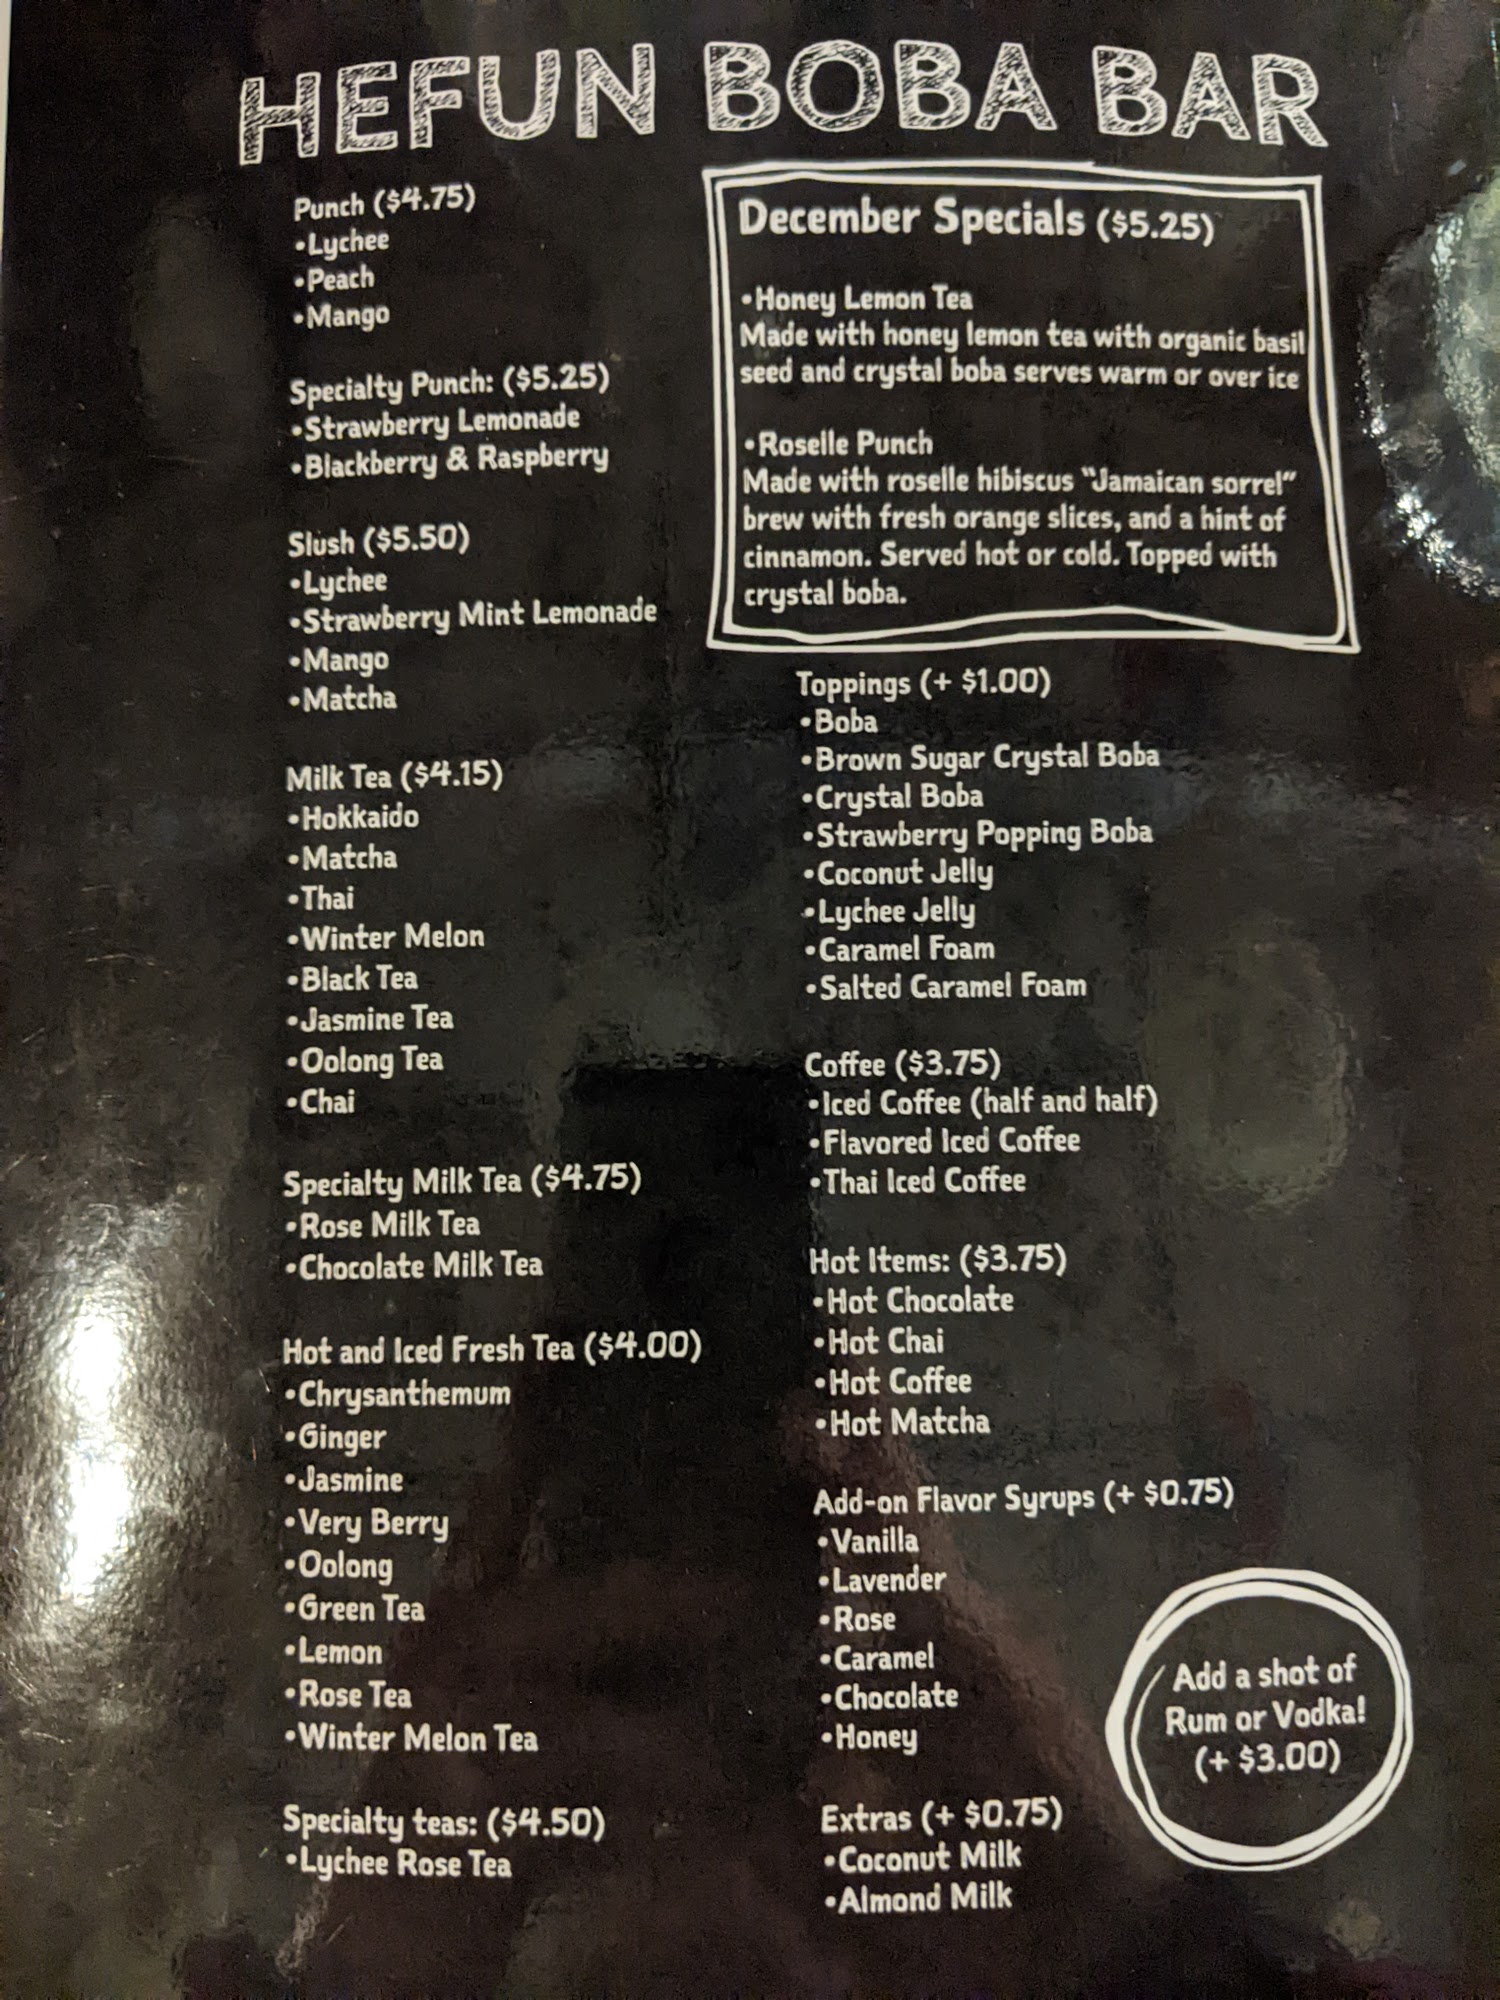 HEFUN BOBA BAR
Punch ($4.75)
•Lychee
•Peach
•Mango
Specialty Punch: ($5.25)
•Strawberry Lemonade
•Blackberry & Raspberry
Slush ($5.50)
•Lychee
•Strawberry Mint Lemonade
•Mango
•Matcha
Milk Tea ($4.15)
•Hokkaido
•Matcha
•Thai
•Winter Melon
•Black Tea
•Jasmine Tea
•Oolong Tea
•Chai
Specialty Milk Tea ($4.75)
•Rose Milk Tea
•Chocolate Milk Tea
Hot and Iced Fresh Tea ($4.00)
•Chrysanthemum
•Ginger
•Jasmine
•Very Berry
•Oolong
•Green Tea
•Lemon
•Rose Tea
•Winter Melon Tea
Specialty teas: ($4.50)
•Lychee Rose Tea
December Specials ($5.25)
•Honey Lemon Tea
Made with honey lemon tea with organic basil
seed and crystal boba serves warm or over ice
•Roselle Punch
Made with roselle hibiscus "Jamaican sorrel"
brew with fresh orange slices, and a hint of
cinnamon. Served hot or cold. Topped with
crystal boba.
Toppings (+ $1.00)
•Boba
•Brown Sugar Crystal Boba
•Crystal Boba
•Strawberry Popping Boba
•Coconut Jelly
•Lychee Jelly
•Caramel Foam
•Salted Caramel Foam
Coffee ($3.75)
•Iced Coffee (half and half)
•Flavored Iced Coffee
•Thai Iced Coffee
Hot Items: ($3.75)
•Hot Chocolate
•Hot Chai
•Hot Coffee
•Hot Matcha
Add-on Flavor Syrups (+ $0.75)
•Vanilla
•Lavender
•Rose
•Caramel
•Chocolate
•Honey
Extras (+ $0.75)
•Coconut Milk
•Almond Milk
Add a shot of
Rum or Vodka!
(+ $3.00)